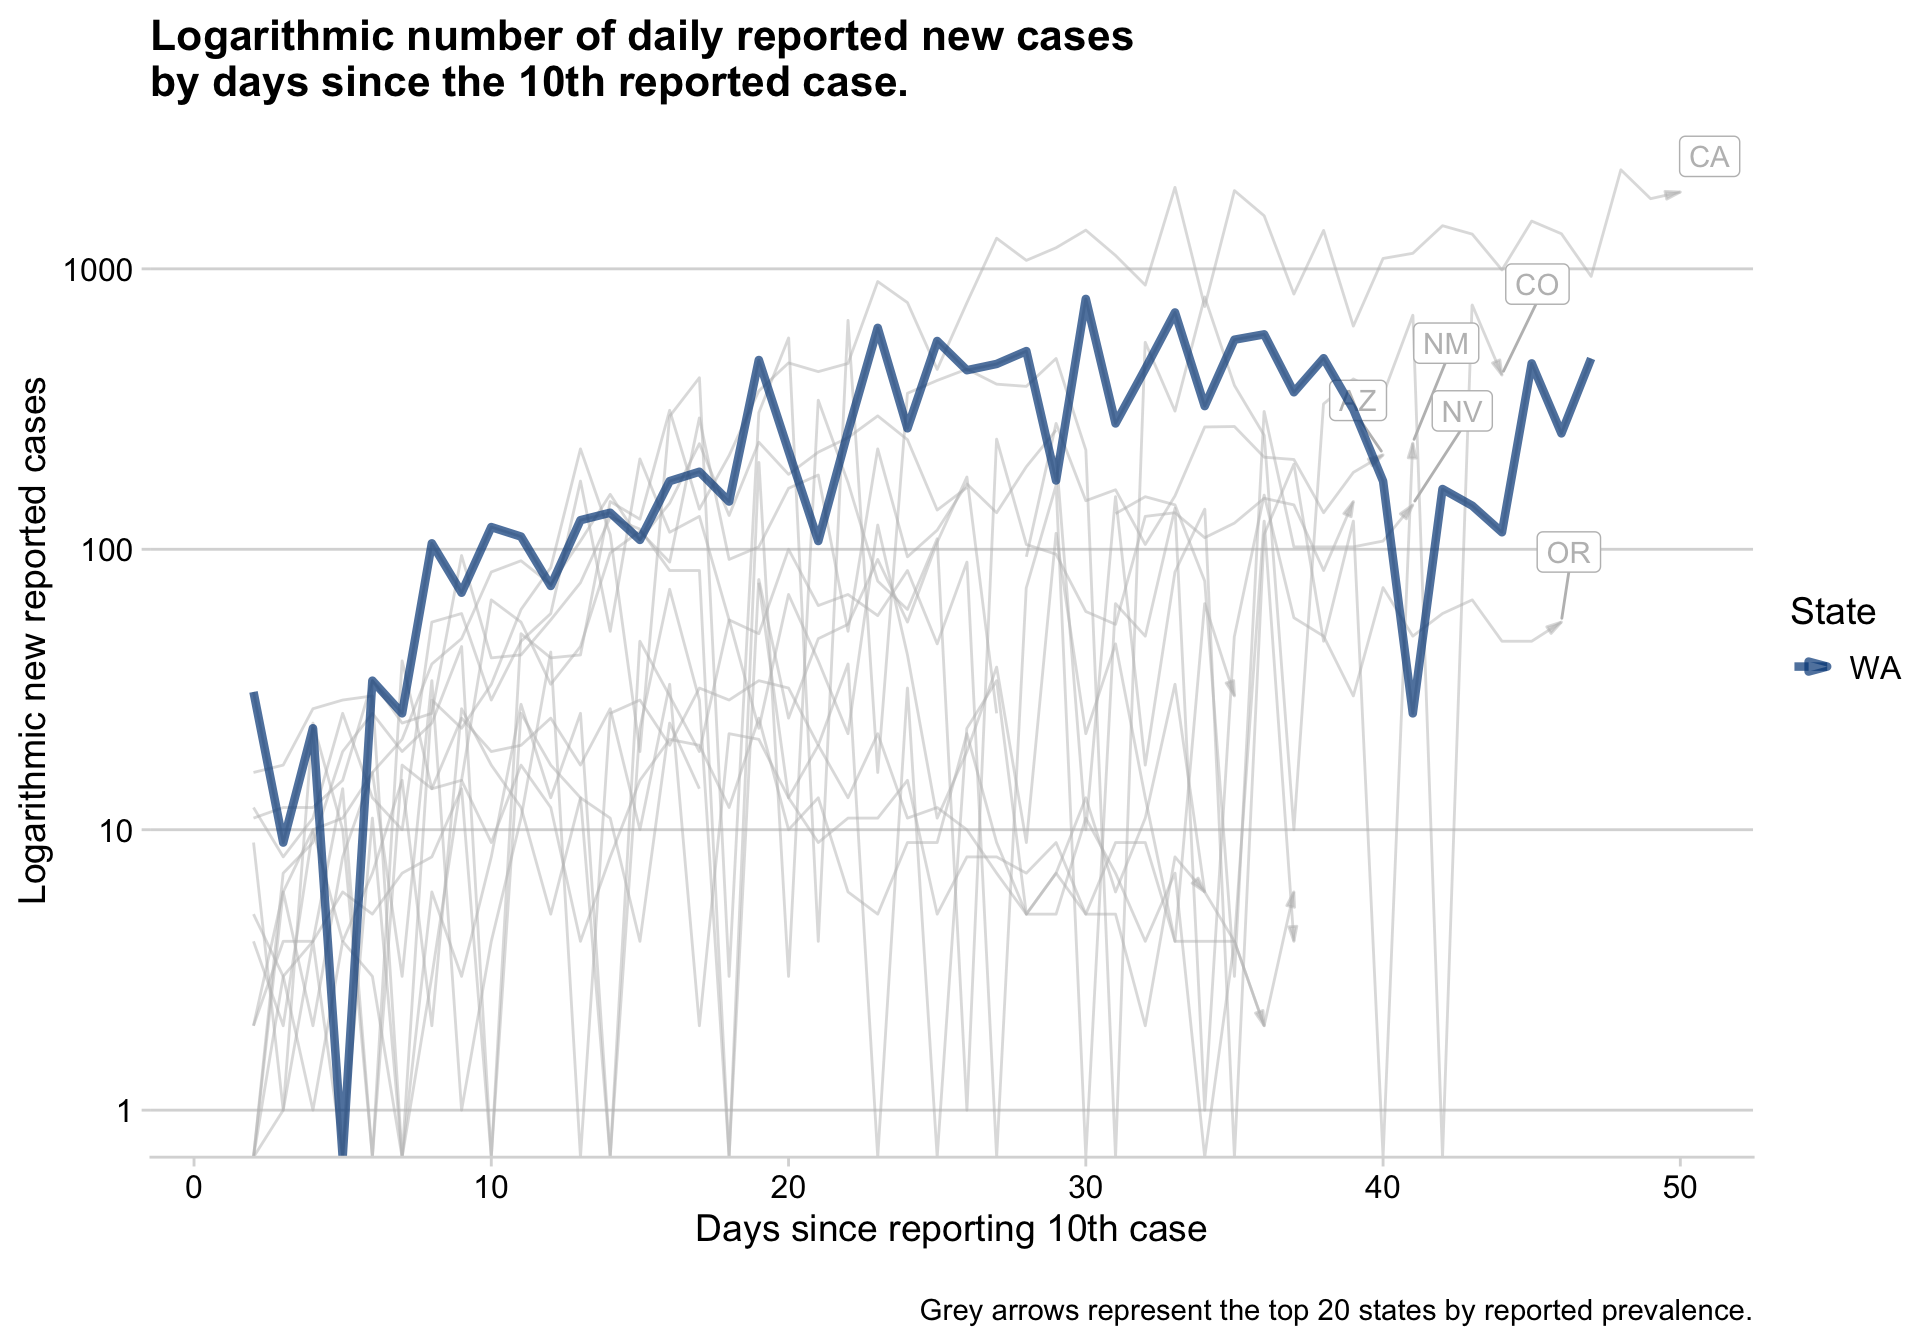 Logarithmic number of daily reported new cases
by days since the 10th reported case.
CA
1000
CO
NM
AZ
NV
100
OR
State
WA
10
1
Logarithmic new reported cases
0 10 20 30 40 50
Days since reporting 10th case
Grey arrows represent the top 20 states by reported prevalence.